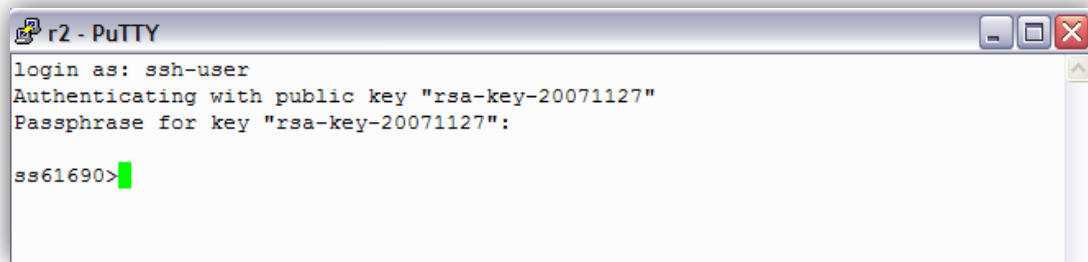 r2 - PuTTY
login as: ssh-user
Authenticating with public key "rsa-key-20071127"
Passphrase for key "rsa-key-20071127":
ss61690>